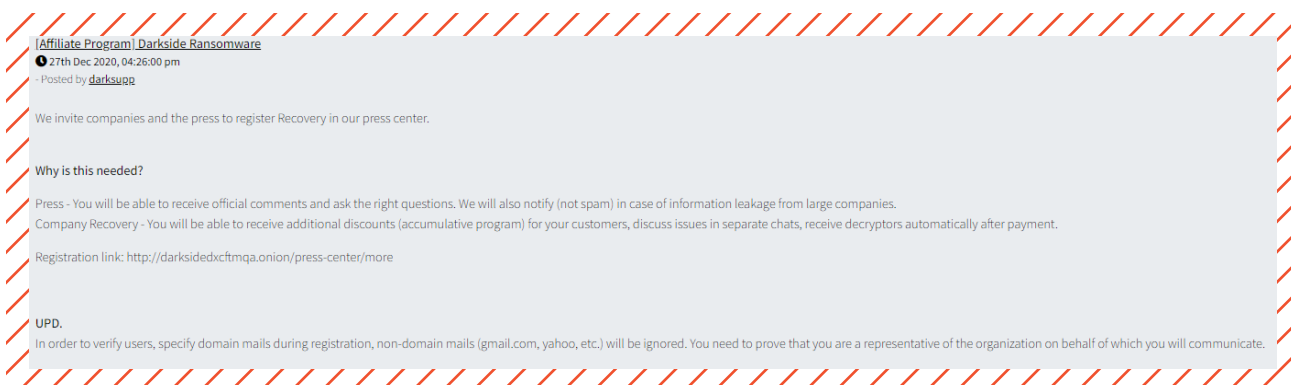 [Affiliate Program] Darkside Ransomware
27th Dec 2020, 04:26:00 pm
- Posted by darksupp
We invite companies and the press to register Recovery in our press center.
Why is this needed?
Press - You will be able to receive official comments and ask the right questions. We will also notify (not spam) in case of information leakage from large companies.
Company Recovery - You will be able to receive additional discounts (accumulative program) for your customers, discuss issues in separate chats, receive decryptors automatically after payment.
Registration link: http://darksidedxcftmqa.onion/press-center/more
UPD.
In order to verify users, specify domain mails during registration, non-domain mails (gmail.com, yahoo, etc.) will be ignored. You need to prove that you are a representative of the organization on behalf of which you will communicate.